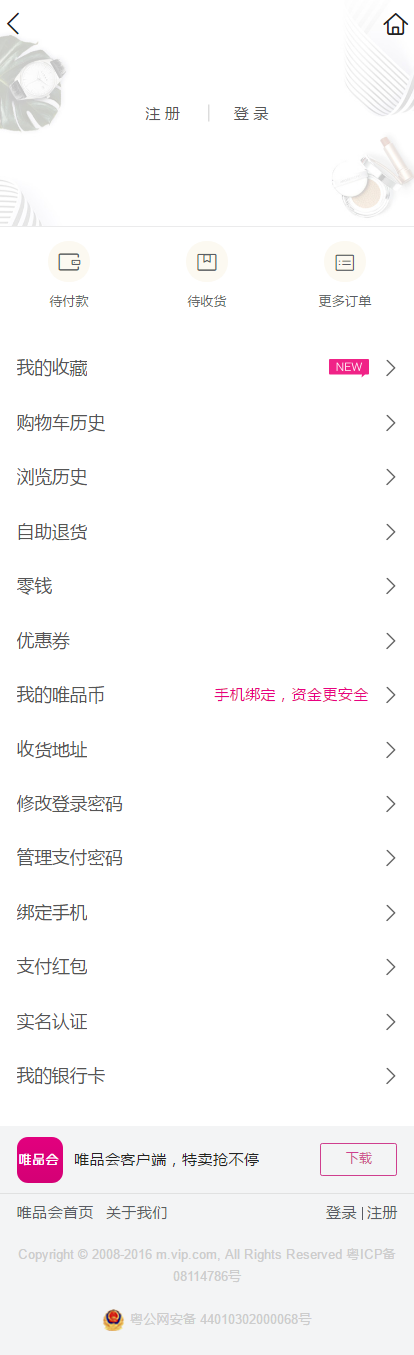 注 册 | 登 录
待付款 待收货 更多订单
我的收藏 NEW
购物车历史
浏览历史
自助退货
零钱
优惠券
我的唯品币 手机绑定，资金更安全
收货地址
修改登录密码
管理支付密码
绑定手机
支付红包
实名认证
我的银行卡
唯品会 唯品会客户端，特卖抢不停 下载
唯品会首页 关于我们 登录 | 注册
Copyright © 2008-2016 m.vip.com, All Rights Reserved 粤ICP备
08114786号
粤公网安备 44010302000068号